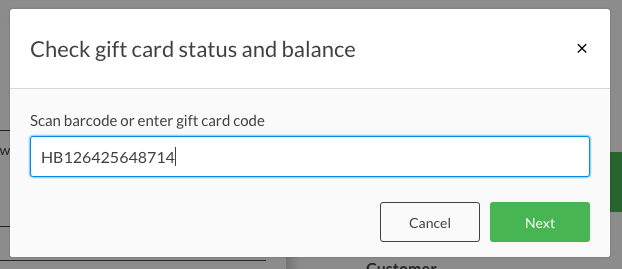 Check gift card status and balance
×
Scan barcode or enter gift card code
HB126425648714
Cancel
Next
Customer